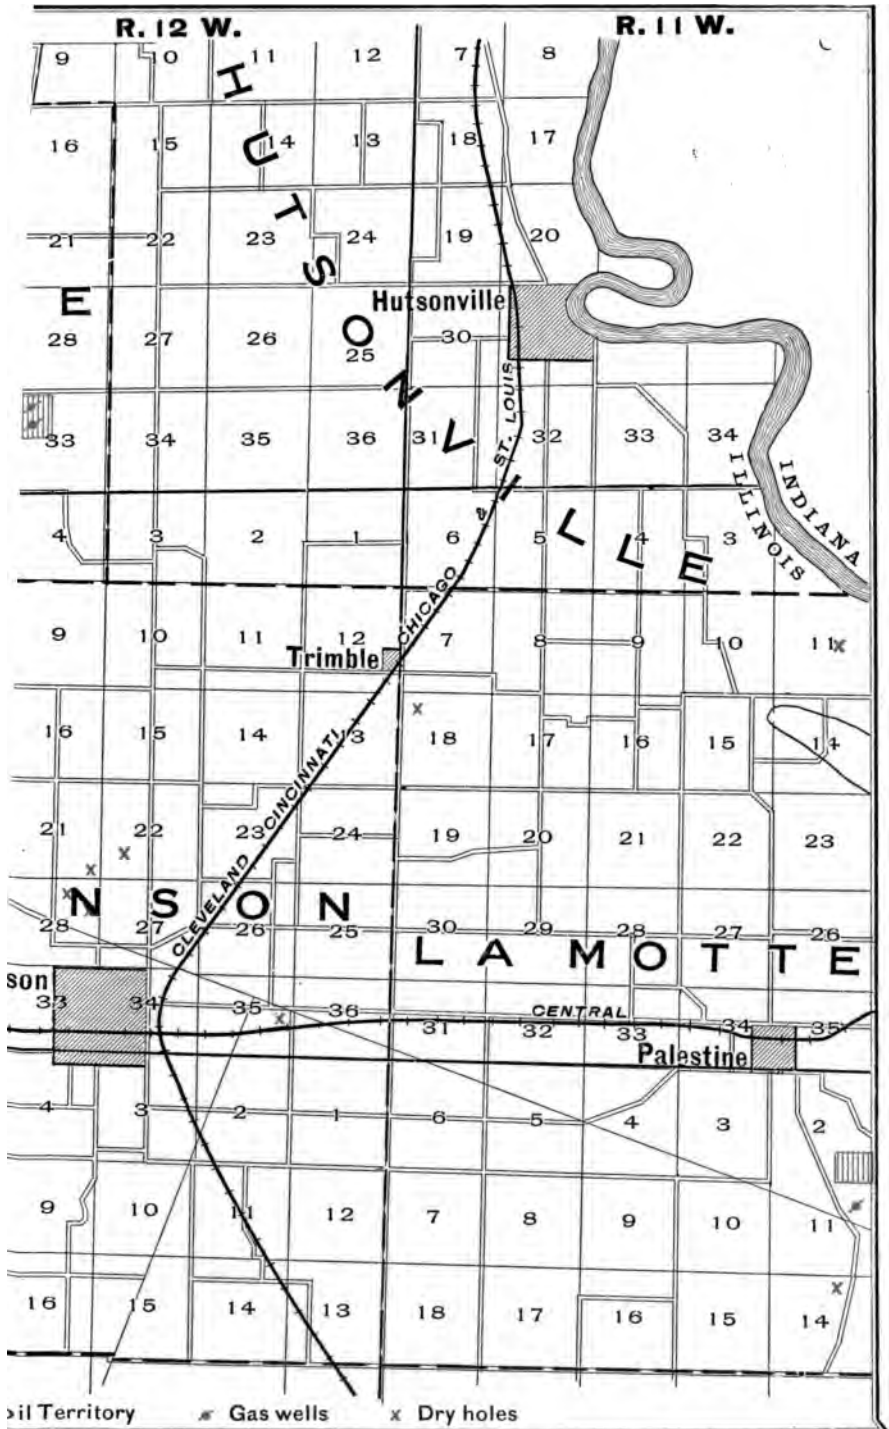 R. 12 W. R. 11 W.
9 10 11 12 7 8
H
16 15 14 13 18 17
U
T
21 22 23 24 19 20
S
E Hutsonville
28 27 26 O 25 30
N
ST. LOUIS
33 34 35 36 31 V 32 33 34
INDIANA
ILLINOIS
I
&
4 3 2 1 6 5 L L 4 E 3
CHICAGO
9 10 11 12 7 8 9 10 11
Trimble
16 15 14 13 18 17 16 15 14
CINCINNATI
21 22 23 24 19 20 21 22 23
CLEVELAND
NSON
28 27 26 25 30 29 28 27 26
LA MOTTE
son
33 34 35 36 31 32 33 34 35
CENTRAL
Palestine
4 3 2 1 6 5 4 3 2
9 10 11 12 7 8 9 10 11
16 15 14 13 18 17 16 15 14
il Territory Gas wells x Dry holes